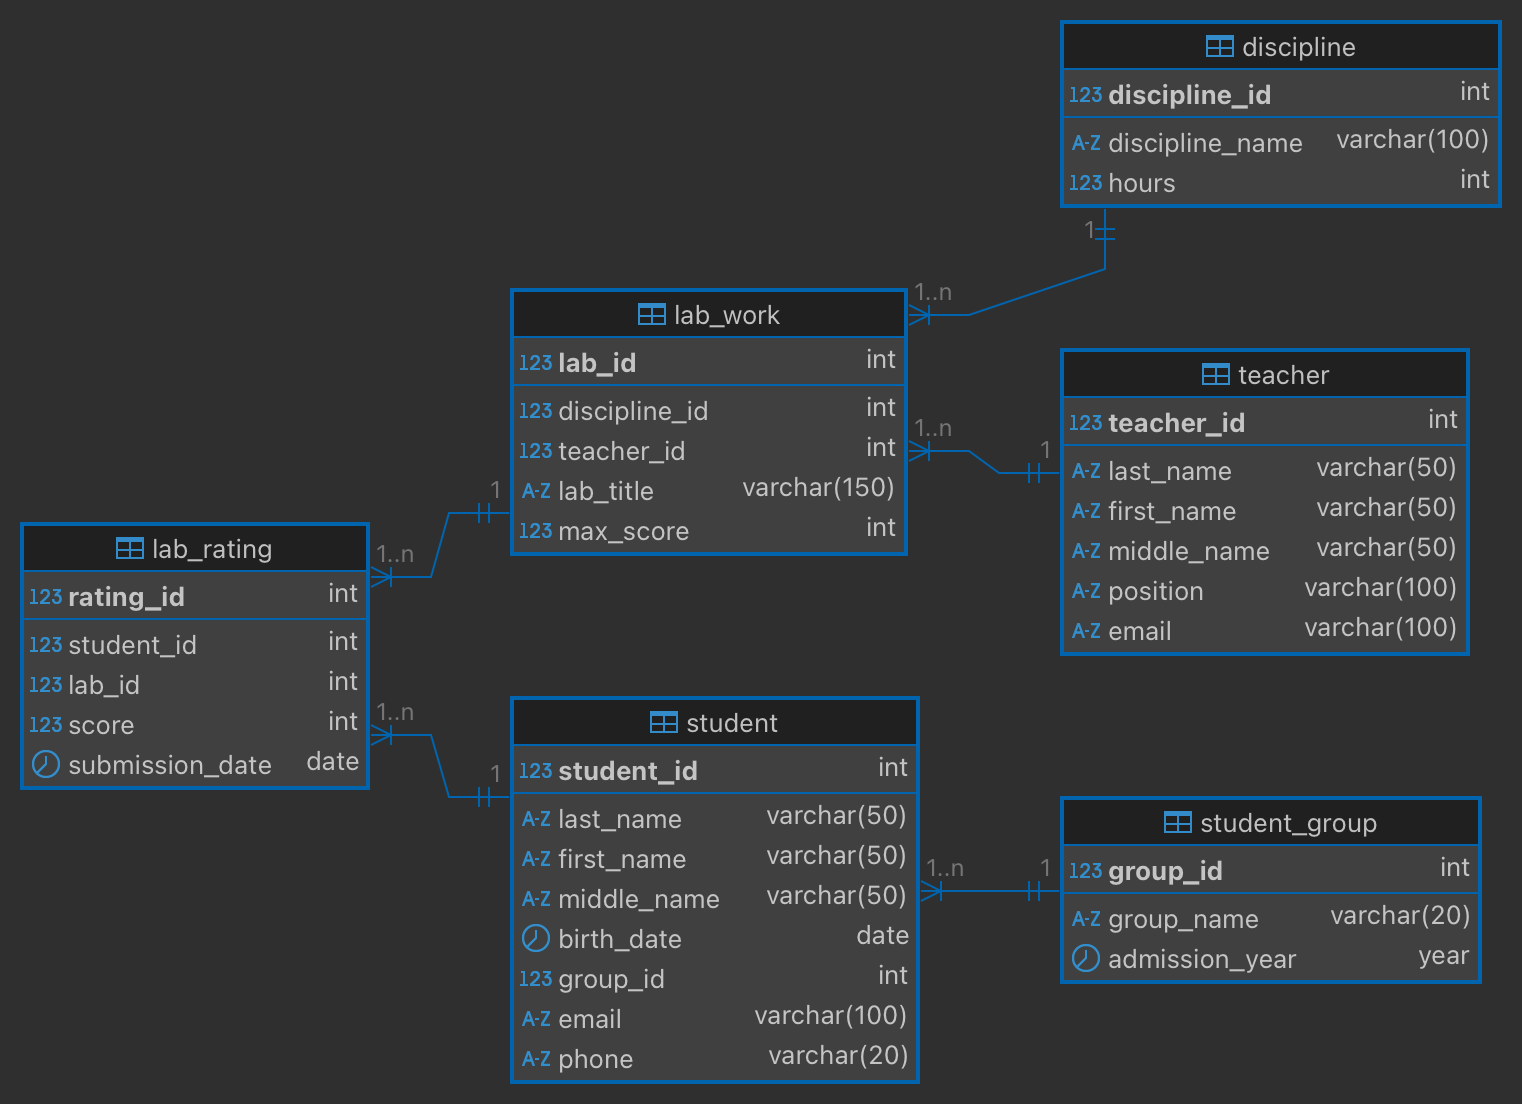 discipline
123 discipline_id int
A-Z discipline_name varchar(100)
123 hours int
1
1..n
lab_work
123 lab_id int
123 discipline_id int
123 teacher_id int
A-Z lab_title varchar(150)
123 max_score int
1..n
1
teacher
123 teacher_id int
A-Z last_name varchar(50)
A-Z first_name varchar(50)
A-Z middle_name varchar(50)
A-Z position varchar(100)
A-Z email varchar(100)
1
1..n
lab_rating
123 rating_id int
123 student_id int
123 lab_id int
123 score int
submission_date date
1..n
1
student
123 student_id int
A-Z last_name varchar(50)
A-Z first_name varchar(50)
A-Z middle_name varchar(50)
birth_date date
123 group_id int
A-Z email varchar(100)
A-Z phone varchar(20)
1..n
1
student_group
123 group_id int
A-Z group_name varchar(20)
admission_year year